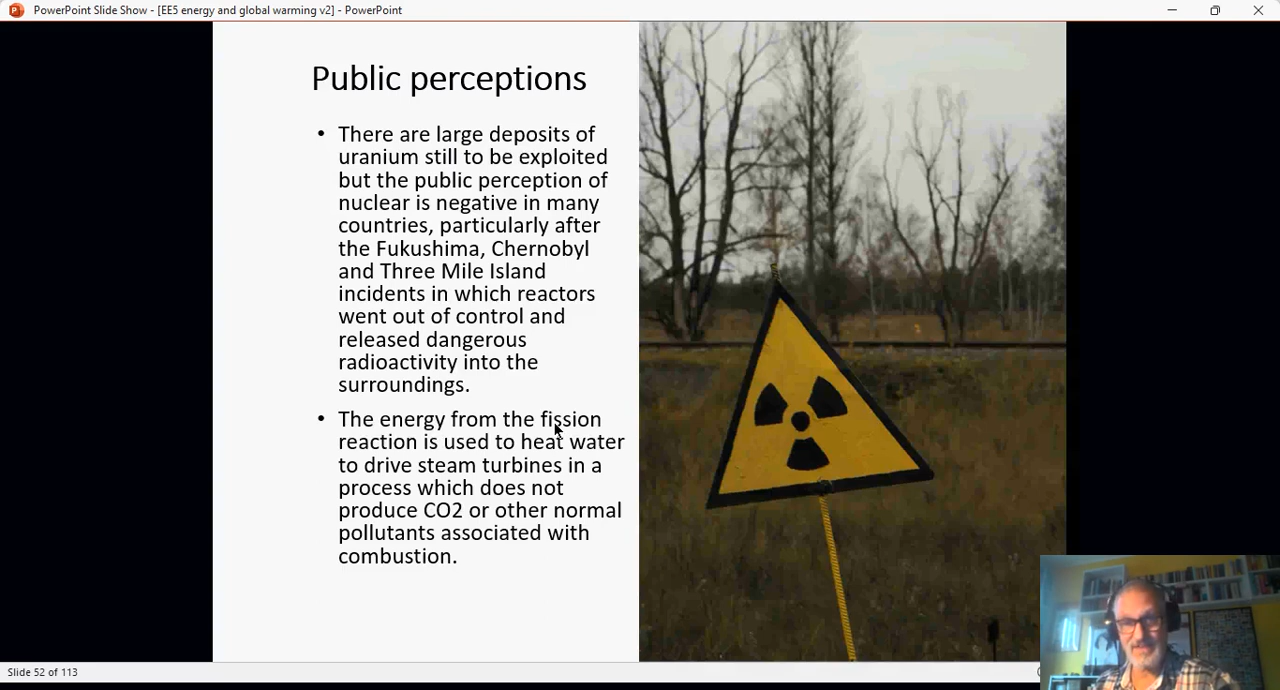 PowerPoint Slide Show - [EE5 energy and global warming v2] - PowerPoint
Public perceptions
• There are large deposits of
uranium still to be exploited
but the public perception of
nuclear is negative in many
countries, particularly after
the Fukushima, Chernobyl
and Three Mile Island
incidents in which reactors
went out of control and
released dangerous
radioactivity into the
surroundings.
• The energy from the fission
reaction is used to heat water
to drive steam turbines in a
process which does not
produce CO2 or other normal
pollutants associated with
combustion.
Slide 52 of 113